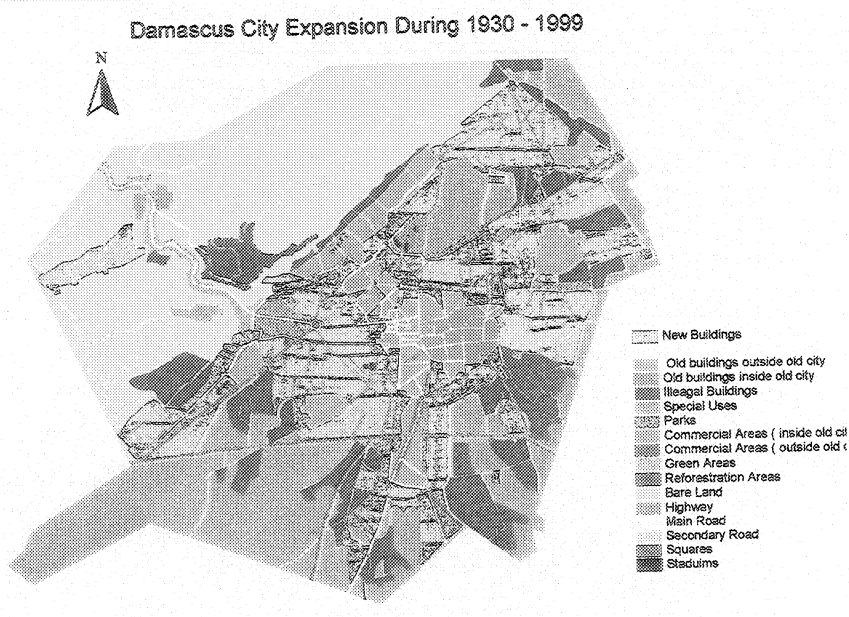 Damascus City Expansion During 1930 - 1999
N
New Buildings
Old buildings outside old city
Old buildings inside old city
Illeagal Buildings
Special Uses
Parks
Commercial Areas ( inside old cit
Commercial Areas ( outside old c
Green Areas
Reforestration Areas
Bare Land
Highway
Main Road
Secondary Road
Squares
Staduims